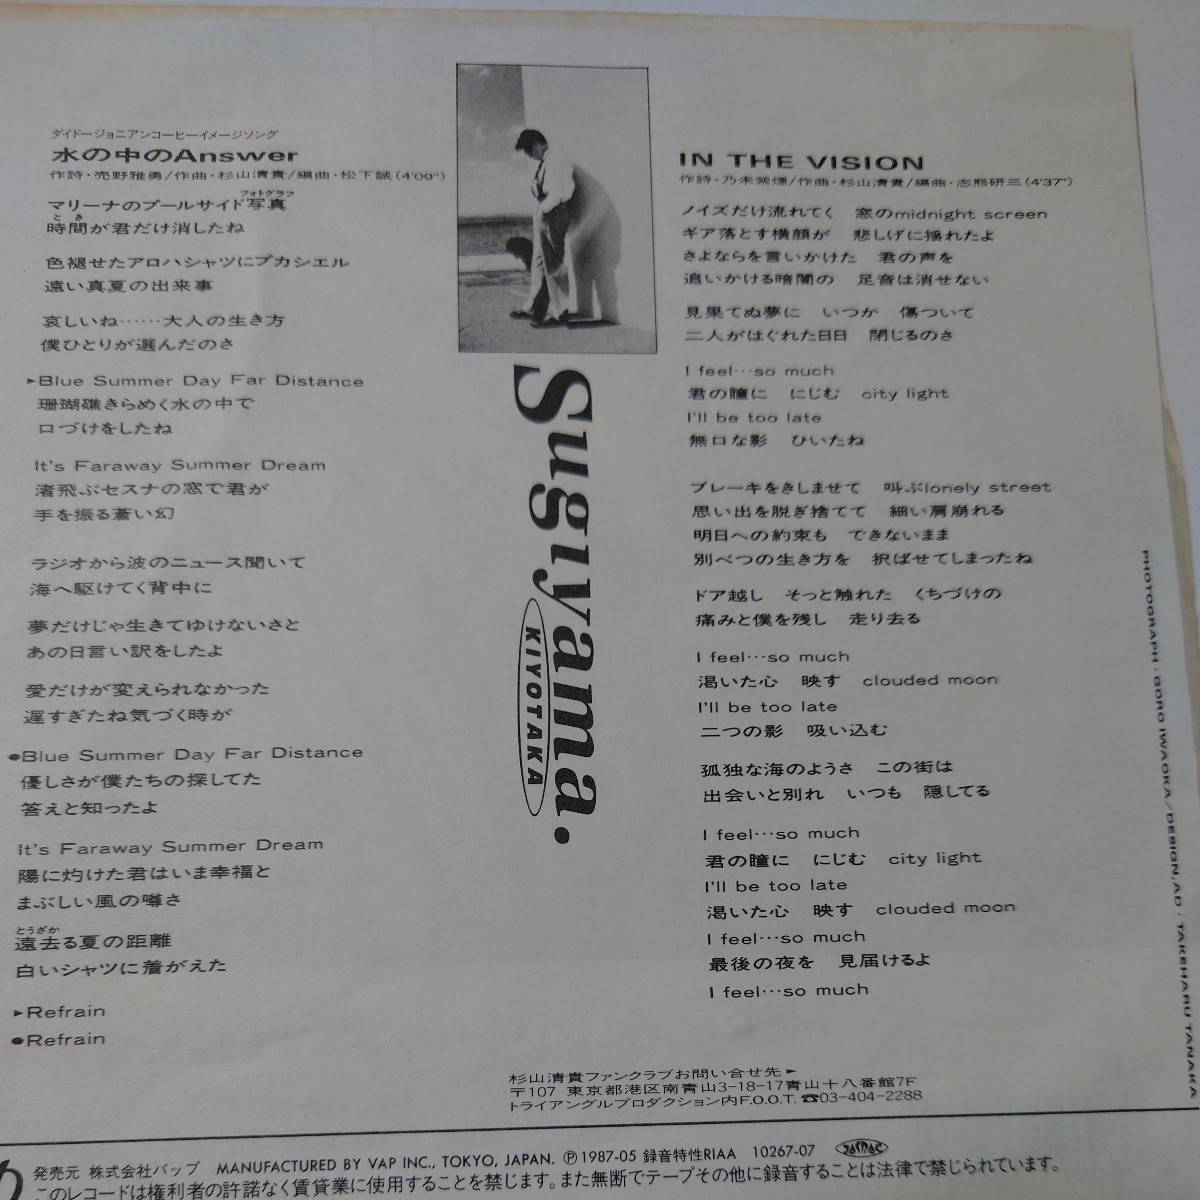 ダイドージョニアンコーヒーイメージソング
水の中のAnswer
作詩・売野雅勇/作曲・杉山清貴/編曲・松下誠(4'09")
フォトグラフ
マリーナのプールサイド写真
とき
時間が君だけ消したね
色褪せたアロハシャツにブカシエル
遠い真夏の出来事
哀しいね……大人の生き方
僕ひとりが選んだのさ
►Blue Summer Day Far Distance
珊瑚礁きらめく水の中で
口づけをしたね
It's Faraway Summer Dream
渚飛ぶセスナの窓で君が
手を振る蒼い幻
ラジオから波のニュース聞いて
海へ駆けてく背中に
夢だけじゃ生きてゆけないさと
あの日言い訳をしたよ
愛だけが変えられなかった
遅すぎたね気づく時が
●Blue Summer Day Far Distance
優しさが僕たちの探してた
答えと知ったよ
It's Faraway Summer Dream
陽に灼けた君はいま幸福と
まぶしい風の噂さ
とうざか
遠去る夏の距離
白いシャツに着がえた
►Refrain
●Refrain
Sugiyama.
KIYOTAKA
IN THE VISION
作詩・乃未紫煙/作曲・杉山清貴/編曲・志熊研三(4'37")
ノイズだけ流れてく 窓のmidnight screen
ギア落とす横顔が 悲しげに揺れたよ
さよならを言いかけた 君の声を
追いかける暗闇の 足音は消せない
見果てぬ夢に いつか 傷ついて
二人がはぐれた日日 閉じるのさ
I feel…so much
君の瞳に にじむ city light
I'll be too late
無口な影 ひいたね
ブレーキをきしませて 叫ぶlonely street
思い出を脱ぎ捨てて 細い肩崩れる
明日への約束も できないまま
別べつの生き方を 択ばせてしまったね
ドア越し そっと触れた くちづけの
痛みと僕を残し 走り去る
I feel…so much
渇いた心 映す clouded moon
I'll be too late
二つの影 吸い込む
孤独な海のようさ この街は
出会いと別れ いつも 隠してる
I feel…so much
君の瞳に にじむ city light
I'll be too late
渇いた心 映す clouded moon
I feel…so much
最後の夜を 見届けるよ
I feel…so much
PHOTOGRAPH・GORO IWAOKA/DESIGN,AD・TAKEHARU TANAKA
杉山清貴ファンクラブお問い合せ先►
〒107 東京都港区南青山3-18-17青山十八番館7F
トライアングルプロダクション内F.O.O.T. ☎03-404-2288
発売元 株式会社バップ MANUFACTURED BY VAP INC., TOKYO, JAPAN. Ⓟ1987-05 録音特性RIAA 10267-07
このレコードは権利者の許諾なく賃貸業に使用することを禁じます。また無断でテープその他に録音することは法律で禁じられています。